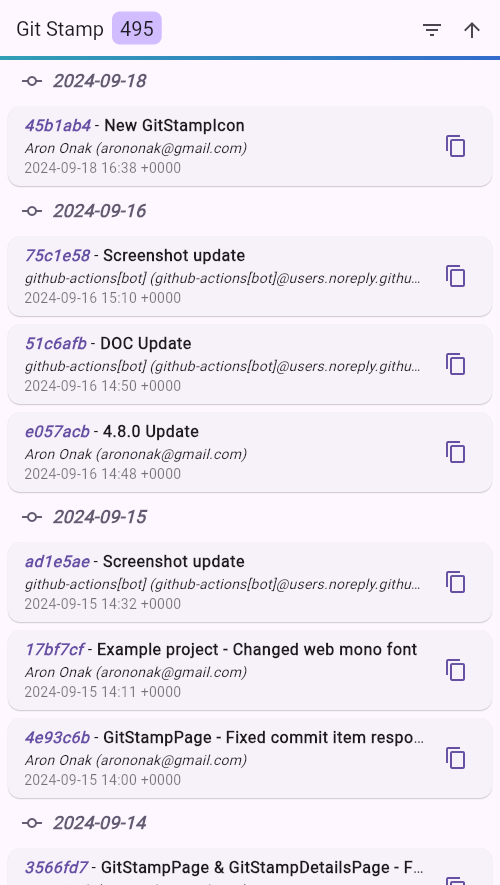 Git Stamp 495
2024-09-18
45b1ab4 - New GitStampIcon
Aron Onak (arononak@gmail.com)
2024-09-18 16:38 +0000
2024-09-16
75c1e58 - Screenshot update
github-actions[bot] (github-actions[bot]@users.noreply.githu…
2024-09-16 15:10 +0000
51c6afb - DOC Update
github-actions[bot] (github-actions[bot]@users.noreply.githu…
2024-09-16 14:50 +0000
e057acb - 4.8.0 Update
Aron Onak (arononak@gmail.com)
2024-09-16 14:48 +0000
2024-09-15
ad1e5ae - Screenshot update
github-actions[bot] (github-actions[bot]@users.noreply.githu…
2024-09-15 14:32 +0000
17bf7cf - Example project - Changed web mono font
Aron Onak (arononak@gmail.com)
2024-09-15 14:11 +0000
4e93c6b - GitStampPage - Fixed commit item respo…
Aron Onak (arononak@gmail.com)
2024-09-15 14:00 +0000
2024-09-14
3566fd7 - GitStampPage & GitStampDetailsPage - F…